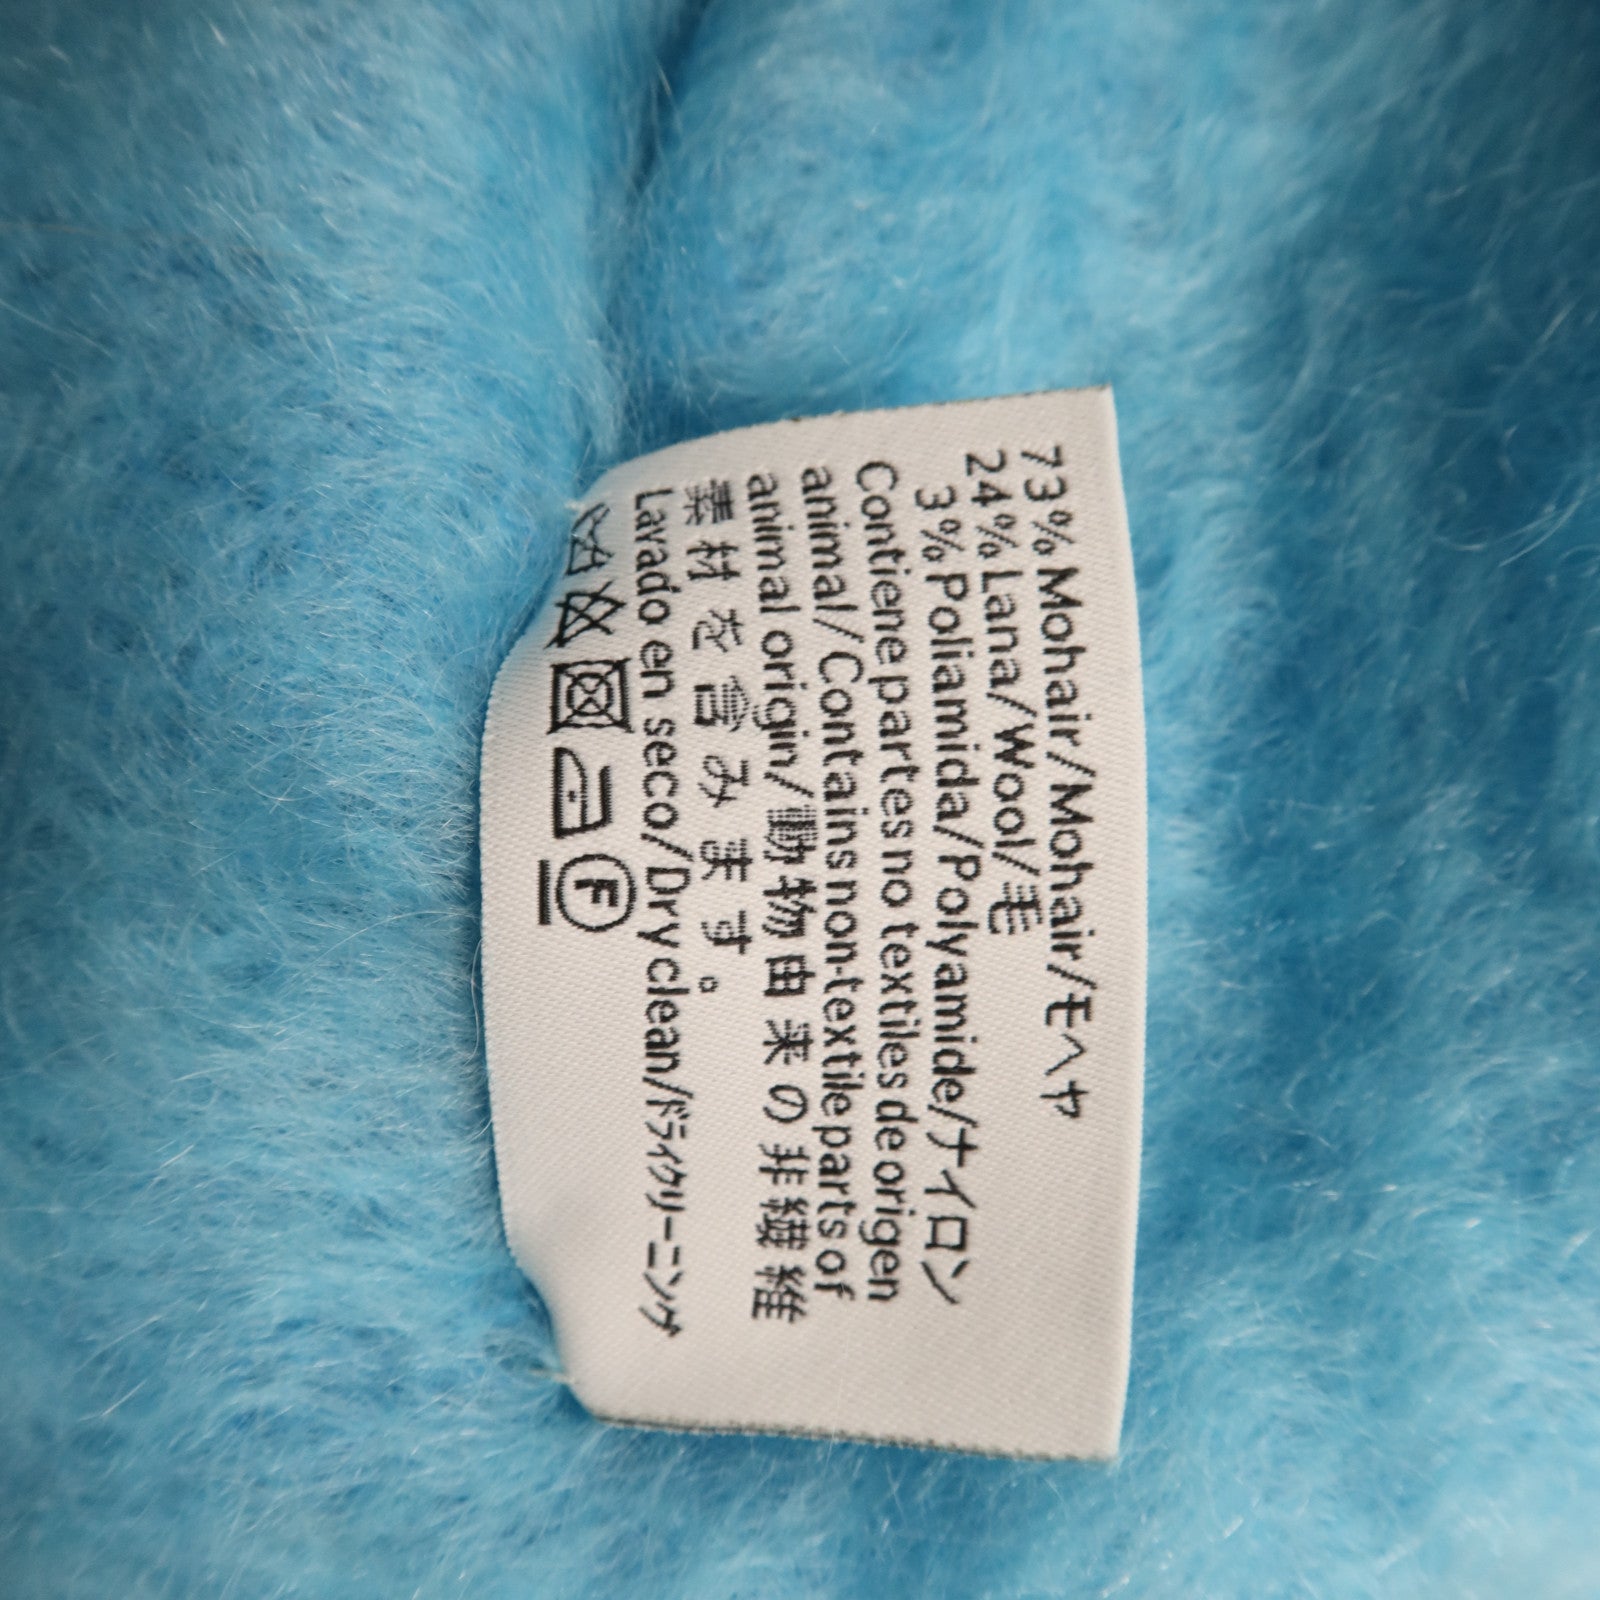 73% Mohair/Mohair/モヘヤ
24% Lana/Wool/毛
3% Poliamida/Polyamide/ナイロン
Contiene partes no textiles de origen
animal/Contains non-textile parts of
animal origin/動物由来の非繊維
素材を含みます。
Lavado en seco/Dry clean/ドライクリーニング
F